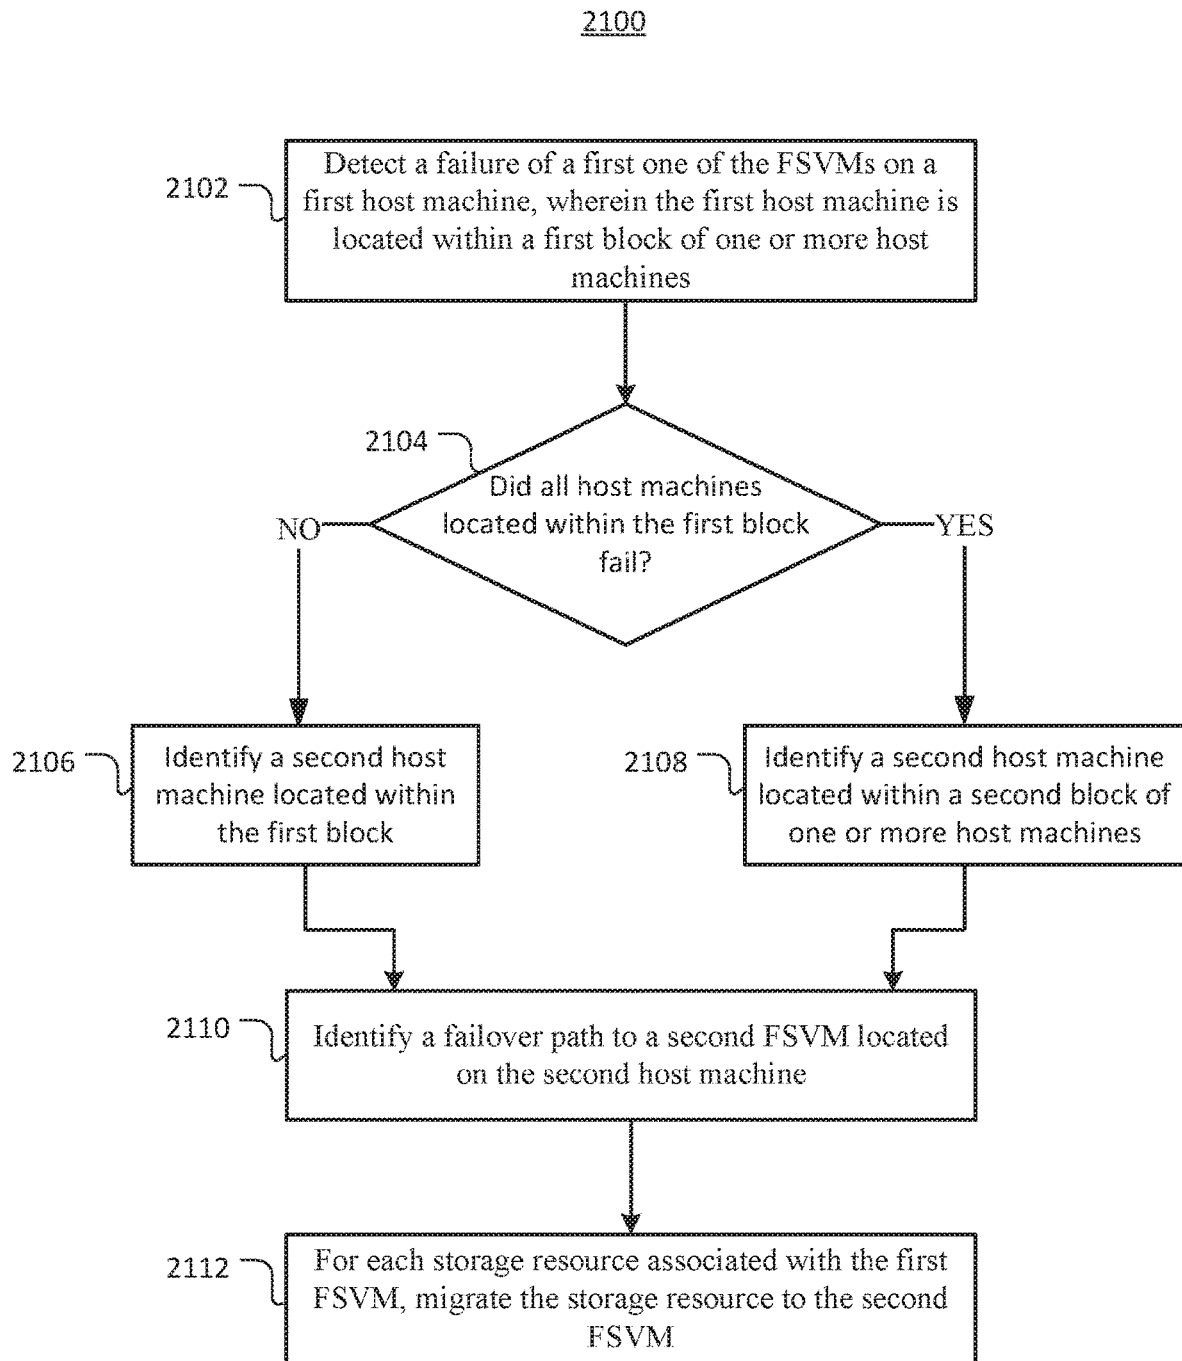 2100
2102
Detect a failure of a first one of the FSVMs on a
first host machine, wherein the first host machine is
located within a first block of one or more host
machines
2104
Did all host machines
located within the first block
fail?
NO
YES
2106
Identify a second host
machine located within
the first block
2108
Identify a second host machine
located within a second block of
one or more host machines
2110
Identify a failover path to a second FSVM located
on the second host machine
2112
For each storage resource associated with the first
FSVM, migrate the storage resource to the second
FSVM